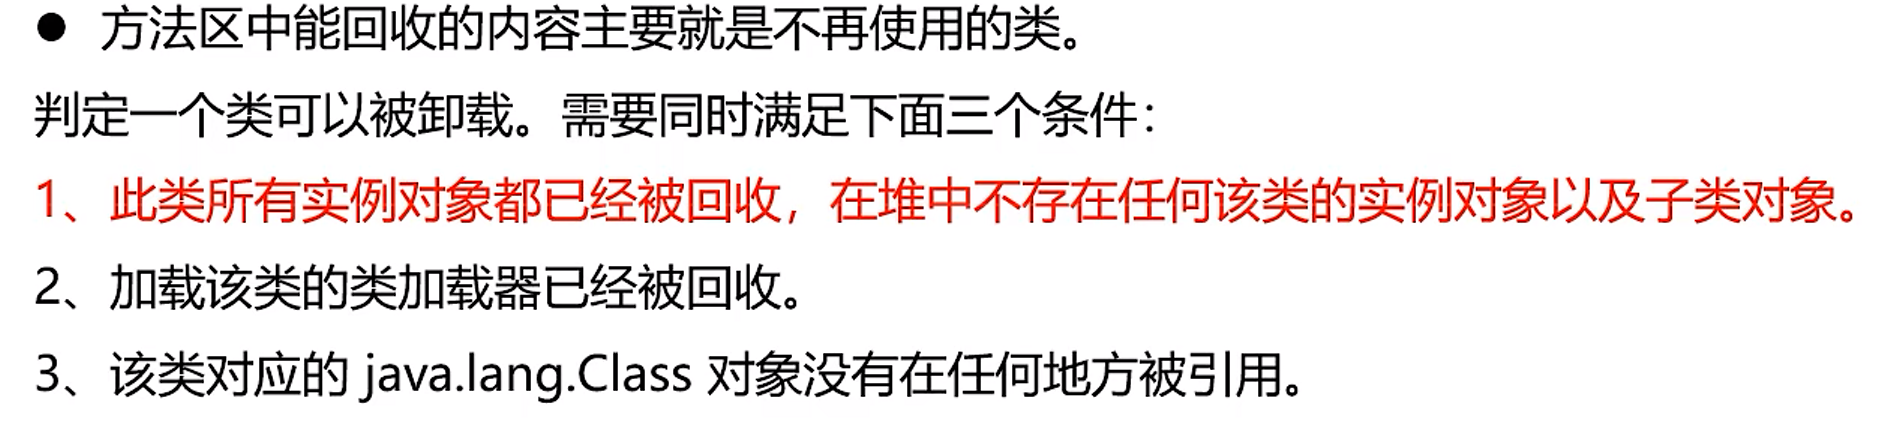 ● 方法区中能回收的内容主要就是不再使用的类。
判定一个类可以被卸载。需要同时满足下面三个条件：
1、此类所有实例对象都已经被回收，在堆中不存在任何该类的实例对象以及子类对象。
2、加载该类的类加载器已经被回收。
3、该类对应的 java.lang.Class 对象没有在任何地方被引用。